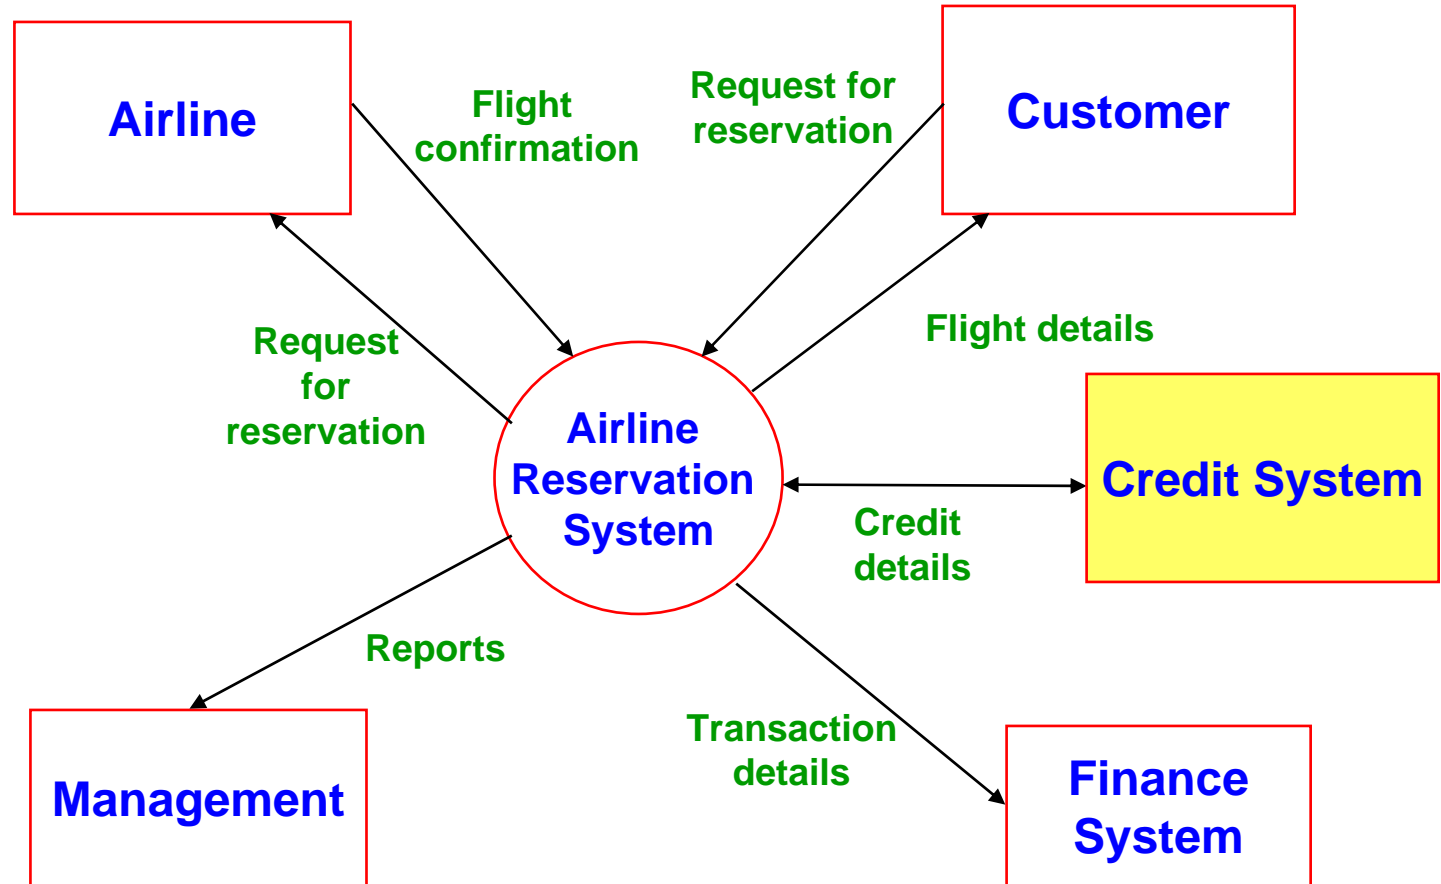 Airline
Flight
confirmation
Request for
reservation
Customer
Request
for
reservation
Flight details
Airline
Reservation
System
Credit System
Credit
details
Reports
Transaction
details
Management
Finance
System